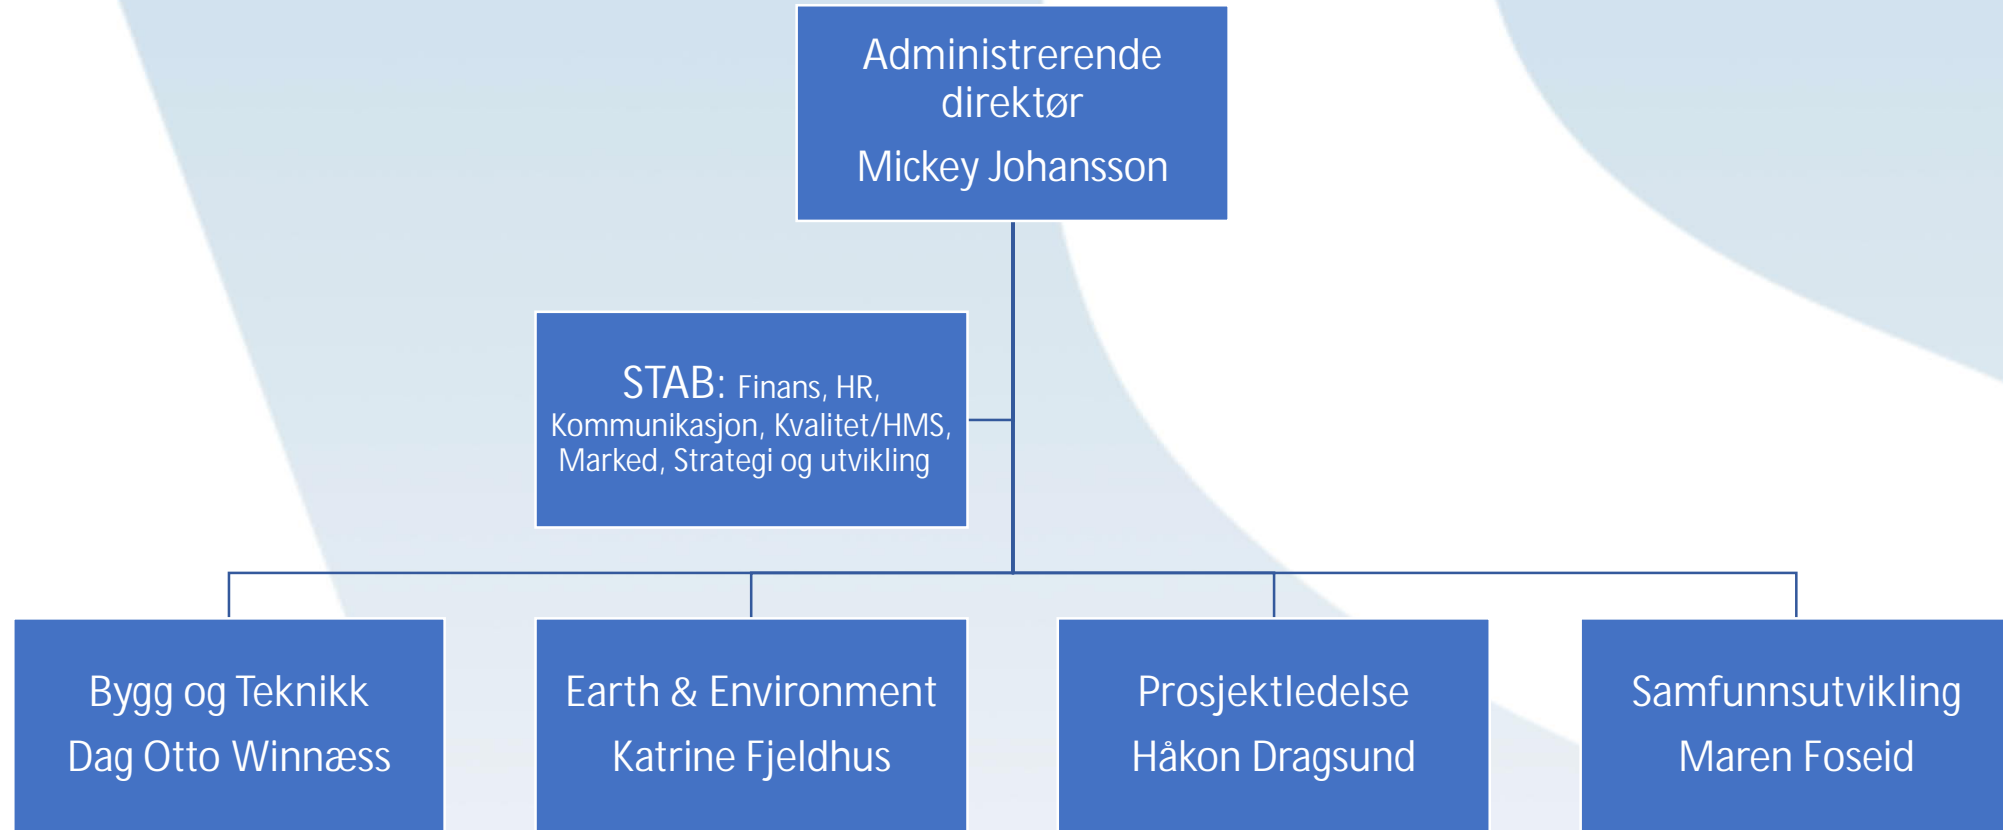 Administrerende
direktør
Mickey Johansson
STAB: Finans, HR,
Kommunikasjon, Kvalitet/HMS,
Marked, Strategi og utvikling
Bygg og Teknikk
Dag Otto Winnæss
Earth & Environment
Katrine Fjeldhus
Prosjektledelse
Håkon Dragsund
Samfunnsutvikling
Maren Foseid